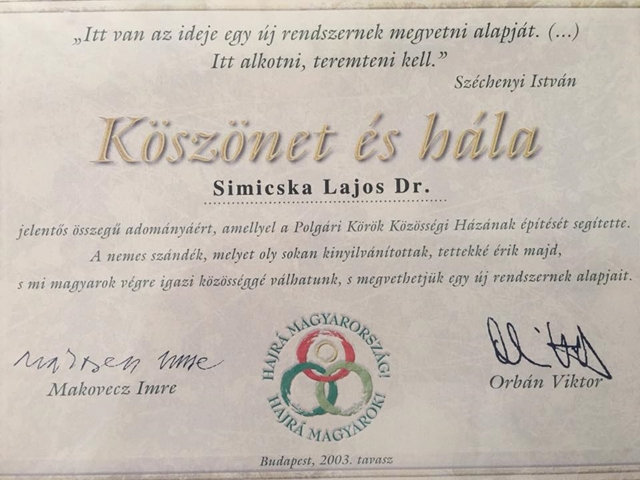 „Itt van az ideje egy új rendszernek megvetni alapját. (...)
Itt alkotni, teremteni kell.”
Széchenyi István
Köszönet és hála
Simicska Lajos Dr.
jelentős összegű adományáért, amellyel a Polgári Körök Közösségi Házának építését segítette.
A nemes szándék, melyet oly sokan kinyilvánítottak, tettekké érik majd,
s mi magyarok végre igazi közösséggé válhatunk, s megvethetjük egy új rendszernek alapjait.
HAJRÁ MAGYARORSZÁG!
HAJRÁ MAGYAROK!
Makovecz Imre
Makovecz Imre
Orbán Viktor
Budapest, 2003. tavasz